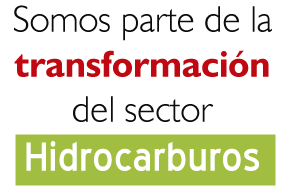 Somos parte de la
transformación
del sector
Hidrocarburos